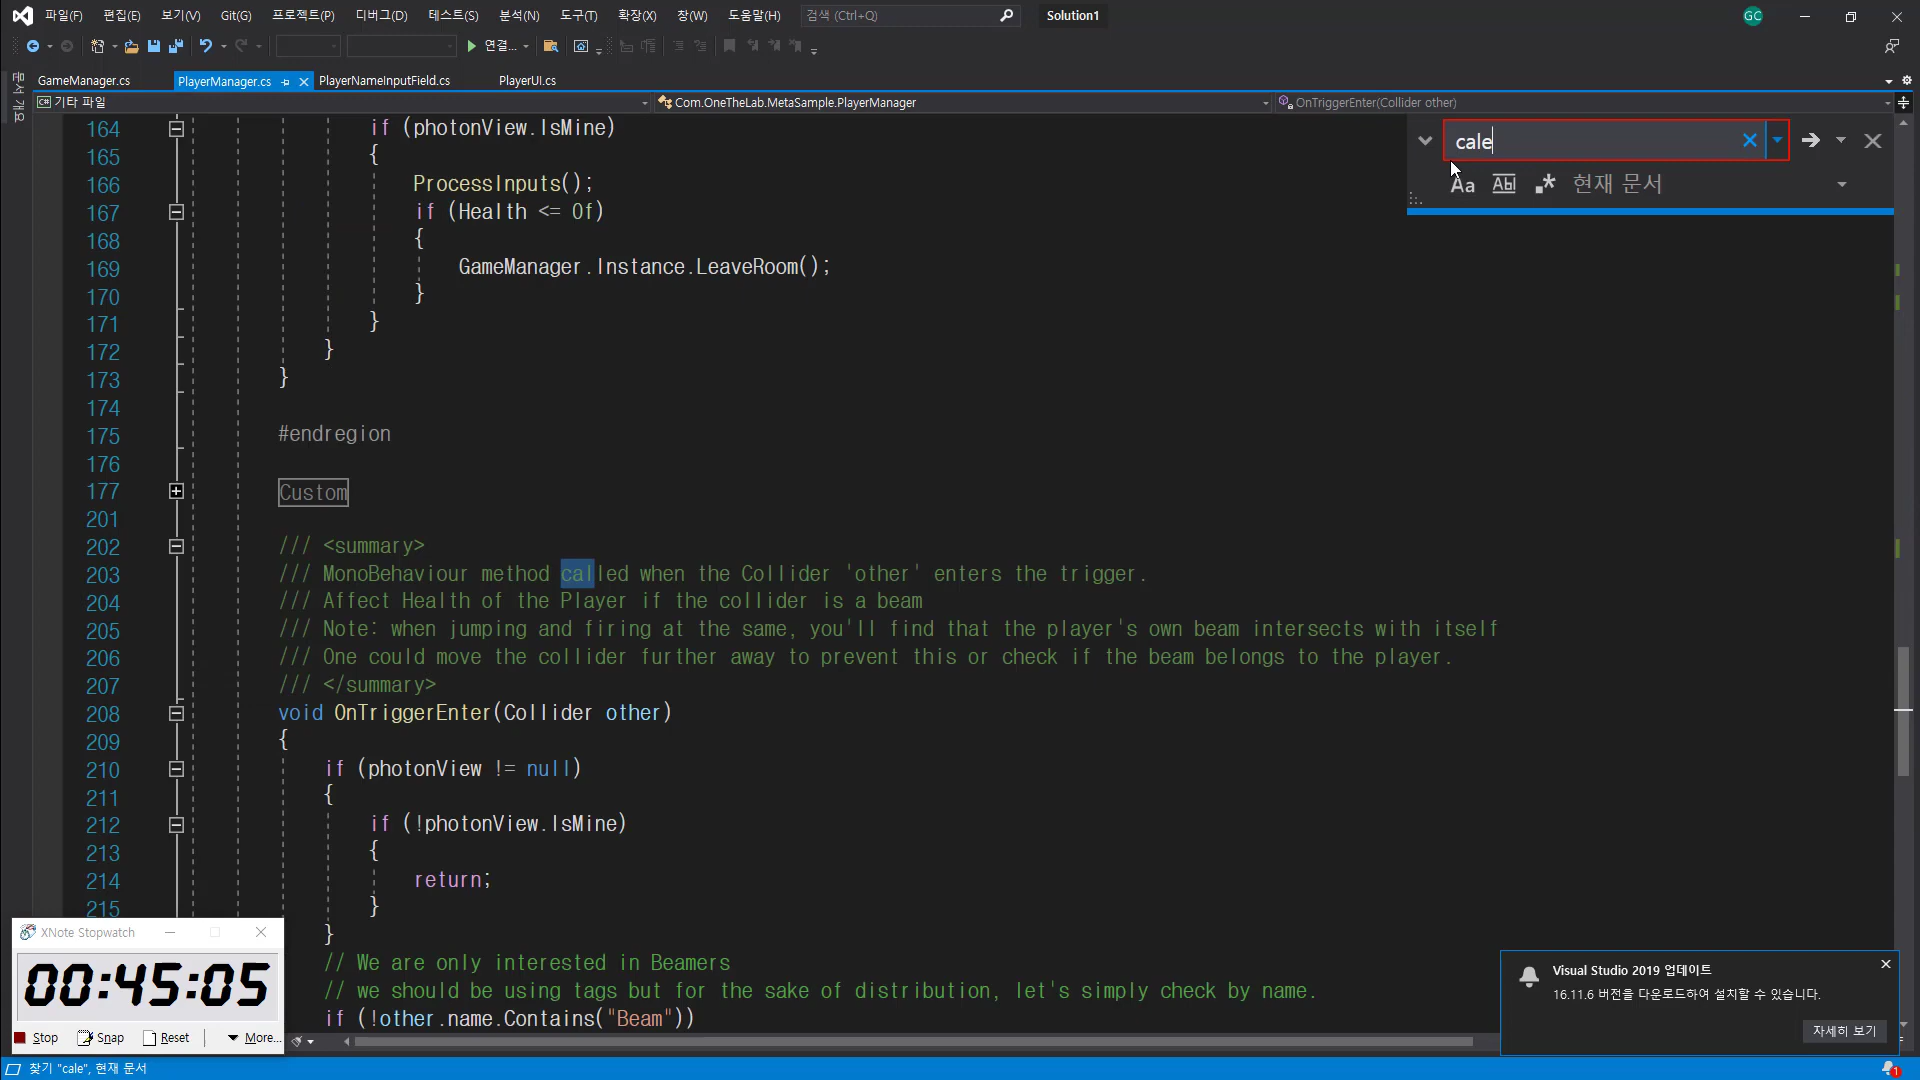 파일(F) 편집(E) 보기(V) Git(G) 프로젝트(P) 디버그(D) 테스트(S) 분석(N) 도구(T) 확장(X) 창(W) 도움말(H) 검색 (Ctrl+Q) Solution1 GC
연결...
문서 개요
GameManager.cs PlayerManager.cs PlayerNameInputField.cs PlayerUI.cs
C# 기타 파일 Com.OneTheLab.MetaSample.PlayerManager OnTriggerEnter(Collider other)
cale
Aa Abl .* 현재 문서
164 if (photonView.IsMine)
165 {
166 ProcessInputs();
167 if (Health <= 0f)
168 {
169 GameManager.Instance.LeaveRoom();
170 }
171 }
172 }
173 }
174
175 #endregion
176
177 Custom
201
202 /// <summary>
203 /// MonoBehaviour method called when the Collider 'other' enters the trigger.
204 /// Affect Health of the Player if the collider is a beam
205 /// Note: when jumping and firing at the same, you'll find that the player's own beam intersects with itself
206 /// One could move the collider further away to prevent this or check if the beam belongs to the player.
207 /// </summary>
208 void OnTriggerEnter(Collider other)
209 {
210 if (photonView != null)
211 {
212 if (!photonView.IsMine)
213 {
214 return;
215 }
}
// We are only interested in Beamers
// we should be using tags but for the sake of distribution, let's simply check by name.
if (!other.name.Contains("Beam"))
XNote Stopwatch
00:45:05
Stop Snap Reset More...
Visual Studio 2019 업데이트
16.11.6 버전을 다운로드하여 설치할 수 있습니다.
자세히 보기
찾기 "cale", 현재 문서
1